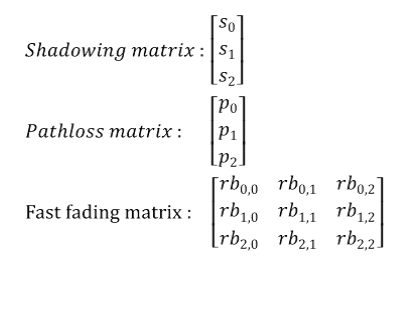 Shadowing matrix : [s₀
s₁
s₂]
Pathloss matrix : [p₀
p₁
p₂]
Fast fading matrix : [rb₀,₀ rb₀,₁ rb₀,₂
rb₁,₀ rb₁,₁ rb₁,₂
rb₂,₀ rb₂,₁ rb₂,₂]